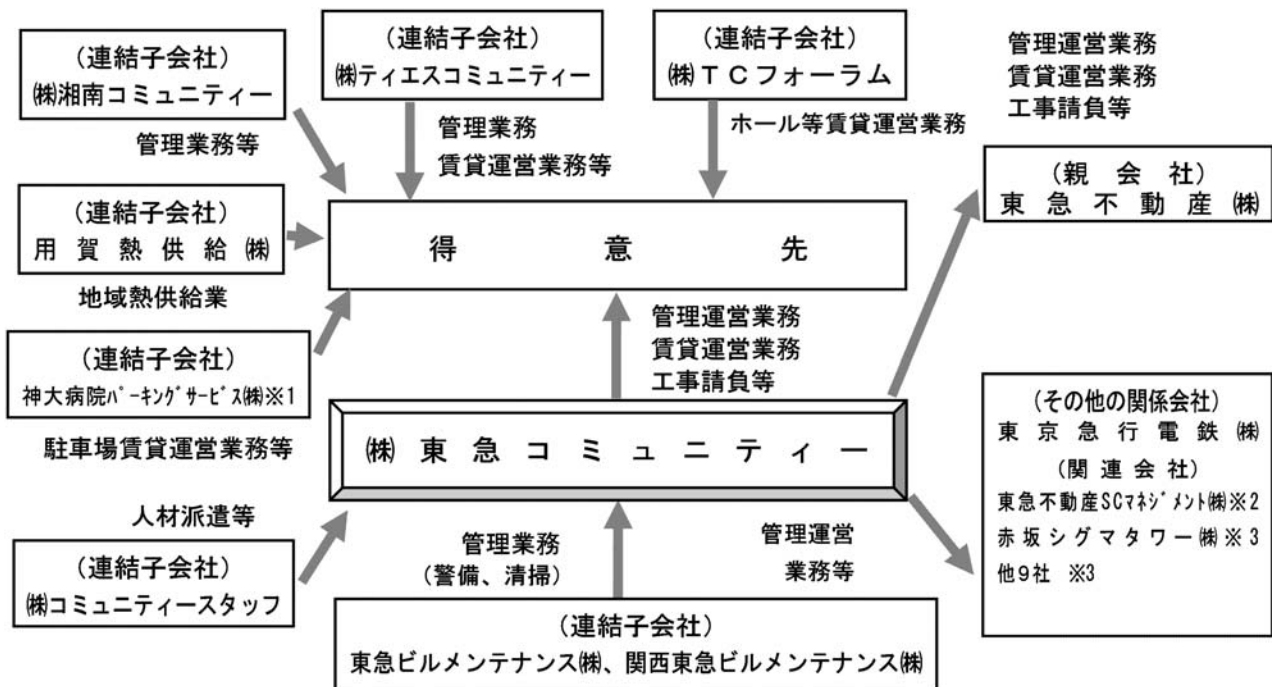 (連結子会社)
㈱湘南コミュニティー
管理業務等
(連結子会社)
㈱ティエスコミュニティー
管理業務
賃貸運営業務等
(連結子会社)
㈱TCフォーラム
ホール等賃貸運営業務
管理運営業務
賃貸運営業務
工事請負等
(親会社)
東急不動産㈱
(連結子会社)
用賀熱供給㈱
地域熱供給業
得意先
(連結子会社)
神大病院パーキングサービス㈱※1
駐車場賃貸運営業務等
管理運営業務
賃貸運営業務
工事請負等
㈱東急コミュニティー
(その他の関係会社)
東京急行電鉄㈱
(関連会社)
東急不動産SCマネジメント㈱※2
赤坂シグマタワー㈱※3
他9社 ※3
人材派遣等
(連結子会社)
㈱コミュニティースタッフ
管理業務
(警備、清掃)
管理運営
業務等
(連結子会社)
東急ビルメンテナンス㈱、関西東急ビルメンテナンス㈱